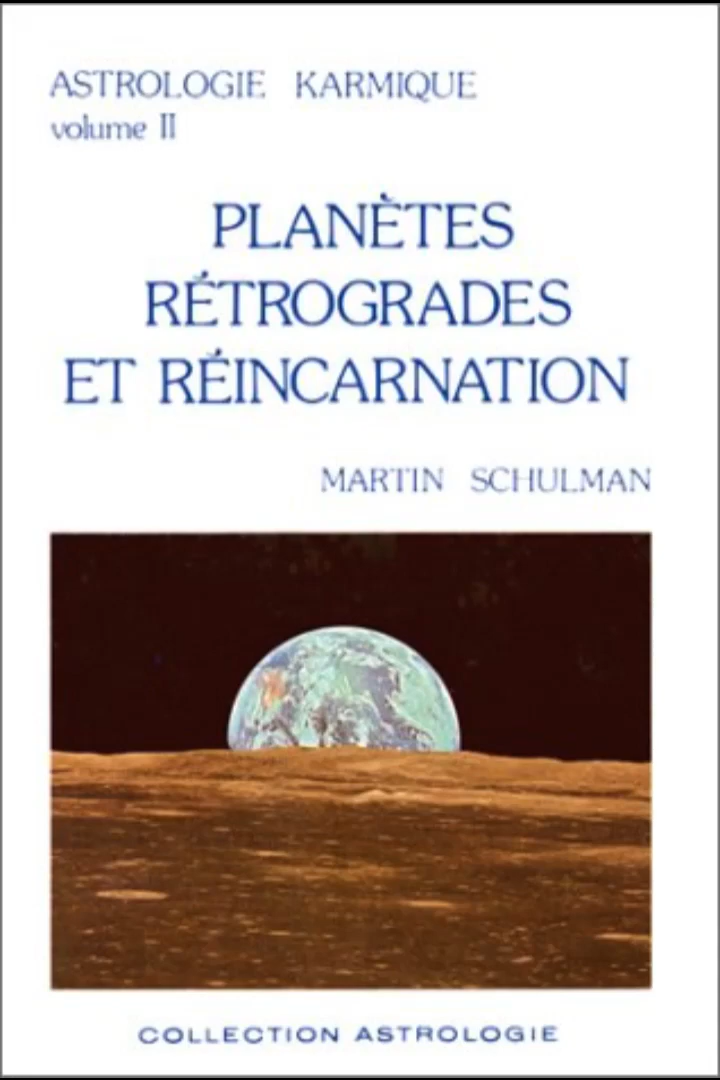 ASTROLOGIE KARMIQUE
volume II
PLANÈTES
RÉTROGRADES
ET RÉINCARNATION
MARTIN SCHULMAN
COLLECTION ASTROLOGIE